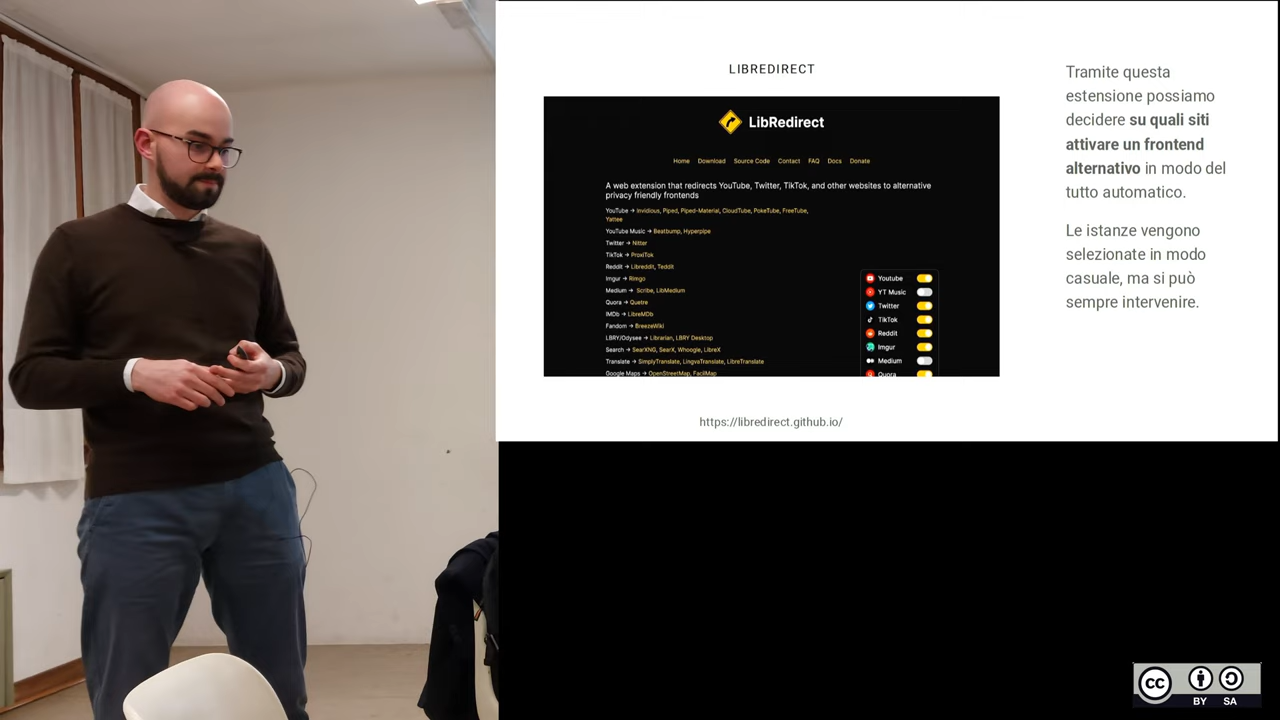 LIBREDIRECT
LibRedirect
Home Download Source Code Contact FAQ Docs Donate
A web extension that redirects YouTube, Twitter, TikTok, and other websites to alternative
privacy friendly frontends
YouTube → Invidious, Piped, Piped-Material, CloudTube, PokeTube, FreeTube,
Yattee
YouTube Music → Beatbump, Hyperpipe
Twitter → Nitter
TikTok → ProxiTok
Reddit → Libreddit, Teddit
Imgur → Rimgo
Medium → Scribe, LibMedium
Quora → Quetre
IMDb → LibreMDb
Fandom → BreezeWiki
LBRY/Odysee → Librarian, LBRY Desktop
Search → SearXNG, SearX, Whoogle, LibreX
Translate → SimplyTranslate, LingvaTranslate, LibreTranslate
Google Maps → OpenStreetMap, FacilMap
Youtube
YT Music
Twitter
TikTok
Reddit
Imgur
Medium
Quora
https://libredirect.github.io/
Tramite questa
estensione possiamo
decidere su quali siti
attivare un frontend
alternativo in modo del
tutto automatico.
Le istanze vengono
selezionate in modo
casuale, ma si può
sempre intervenire.
cc
BY SA